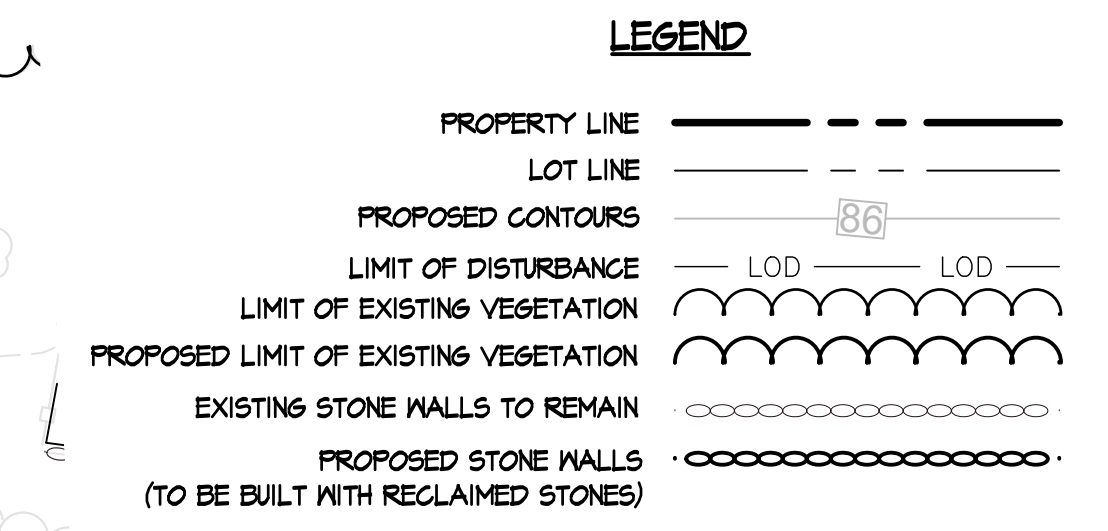 LEGEND
PROPERTY LINE
LOT LINE
PROPOSED CONTOURS 86
LIMIT OF DISTURBANCE LOD LOD
LIMIT OF EXISTING VEGETATION
PROPOSED LIMIT OF EXISTING VEGETATION
EXISTING STONE WALLS TO REMAIN
PROPOSED STONE WALLS
(TO BE BUILT WITH RECLAIMED STONES)